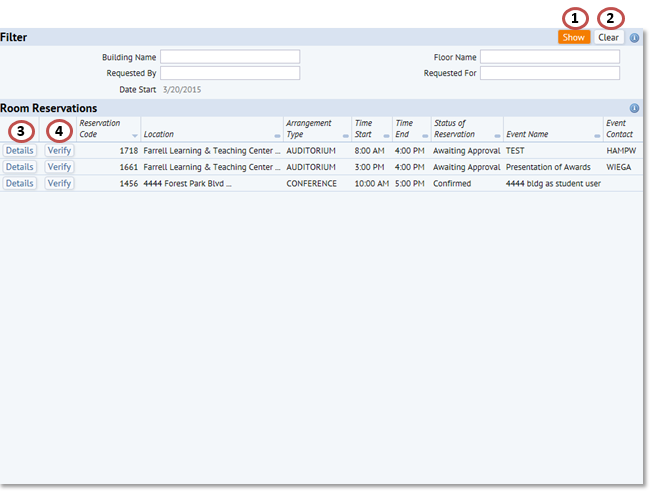 1 2
Filter Show Clear i
Building Name Floor Name
Requested By Requested For
Date Start 3/20/2015
Room Reservations i
3 4
Reservation Code Location Arrangement Type Time Start Time End Status of Reservation Event Name Event Contact
Details Verify 1718 Farrell Learning & Teaching Center ... AUDITORIUM 8:00 AM 4:00 PM Awaiting Approval TEST HAMPW
Details Verify 1661 Farrell Learning & Teaching Center ... AUDITORIUM 3:00 PM 4:00 PM Awaiting Approval Presentation of Awards WIEGA
Details Verify 1456 4444 Forest Park Blvd ... CONFERENCE 10:00 AM 5:00 PM Confirmed 4444 bldg as student user